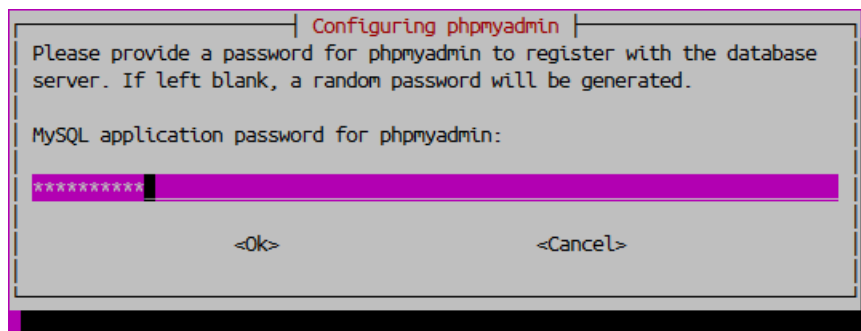 Configuring phpmyadmin
Please provide a password for phpmyadmin to register with the database
server. If left blank, a random password will be generated.
MySQL application password for phpmyadmin:
**********
<Ok> <Cancel>